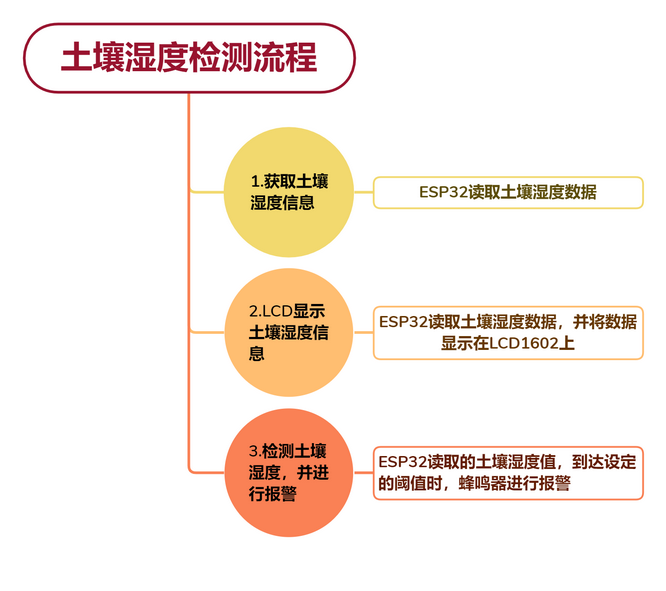 土壤湿度检测流程
1.获取土壤
湿度信息
ESP32读取土壤湿度数据
2.LCD显示
土壤湿度信
息
ESP32读取土壤湿度数据，并将数据
显示在LCD1602上
3.检测土壤
湿度，并进
行报警
ESP32读取的土壤湿度值，到达设定
的阈值时，蜂鸣器进行报警